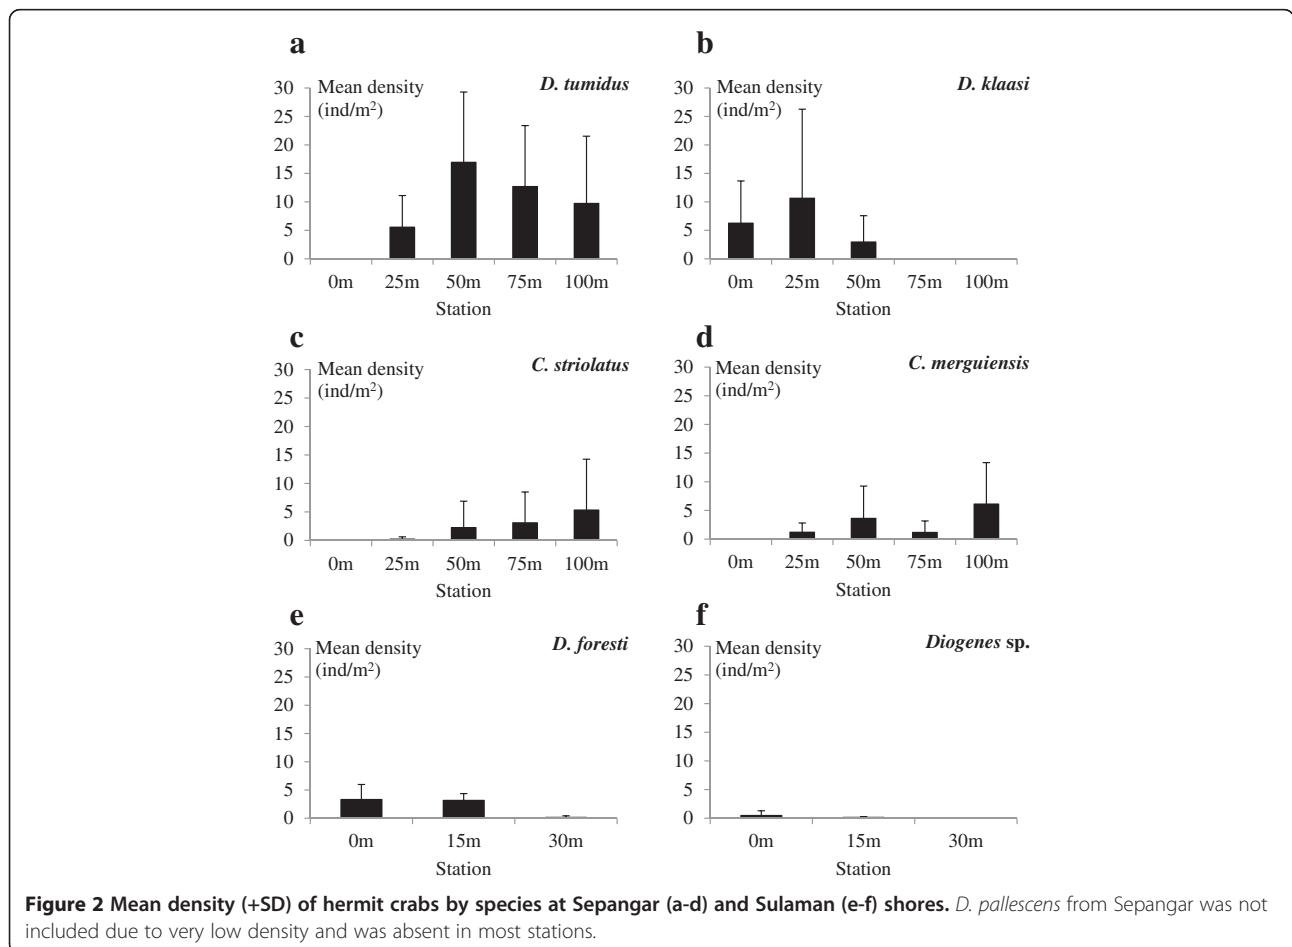 a
D. tumidus
Mean density
(ind/m²)
30
25
20
15
10
5
0
0m 25m 50m 75m 100m
Station
b
D. klaasi
Mean density
(ind/m²)
30
25
20
15
10
5
0
0m 25m 50m 75m 100m
Station
c
C. striolatus
Mean density
(ind/m²)
30
25
20
15
10
5
0
0m 25m 50m 75m 100m
Station
d
C. merguiensis
Mean density
(ind/m²)
30
25
20
15
10
5
0
0m 25m 50m 75m 100m
Station
e
D. foresti
Mean density
(ind/m²)
30
25
20
15
10
5
0
0m 15m 30m
Station
f
Diogenes sp.
Mean density
(ind/m²)
30
25
20
15
10
5
0
0m 15m 30m
Station
Figure 2 Mean density (+SD) of hermit crabs by species at Sepangar (a-d) and Sulaman (e-f) shores. D. pallescens from Sepangar was not
included due to very low density and was absent in most stations.